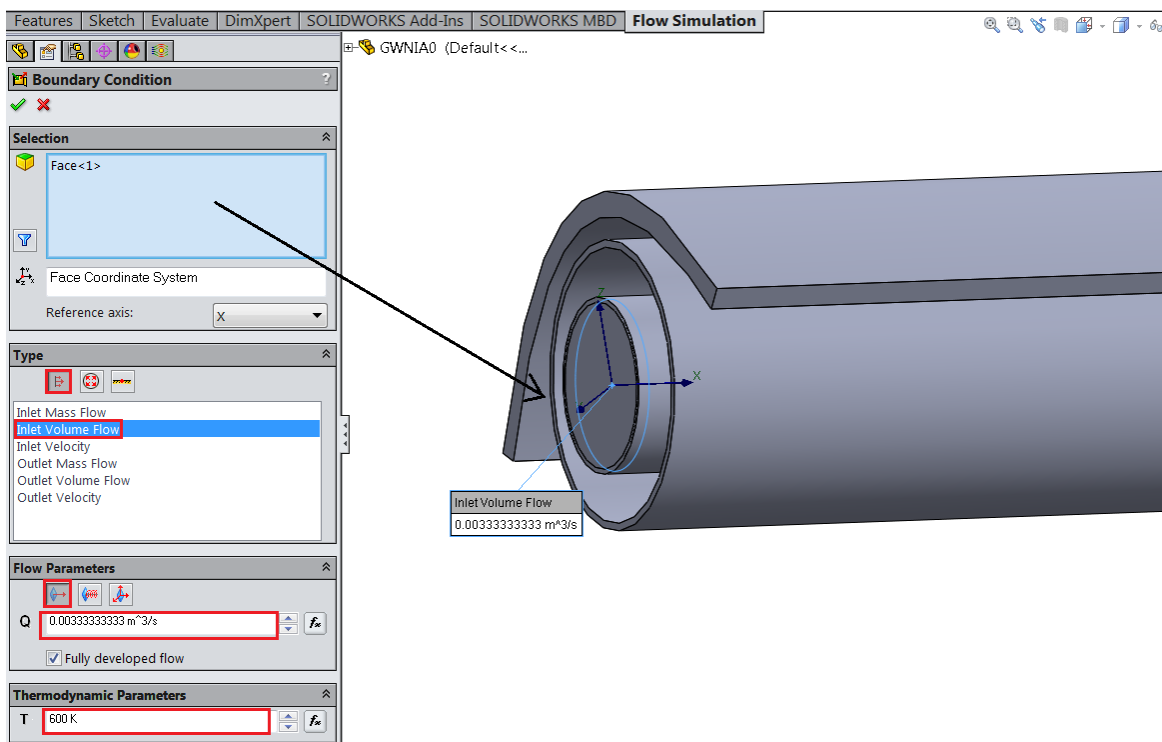 Features Sketch Evaluate DimXpert SOLIDWORKS Add-Ins SOLIDWORKS MBD Flow Simulation
GWNIA0 (Default<<...
Boundary Condition ?
Selection
Face<1>
Face Coordinate System
Reference axis: X
Type
Inlet Mass Flow
Inlet Volume Flow
Inlet Velocity
Outlet Mass Flow
Outlet Volume Flow
Outlet Velocity
Flow Parameters
Q 0.00333333333 m^3/s
Fully developed flow
Thermodynamic Parameters
T 600 K
Z
X
Inlet Volume Flow
0.00333333333 m^3/s